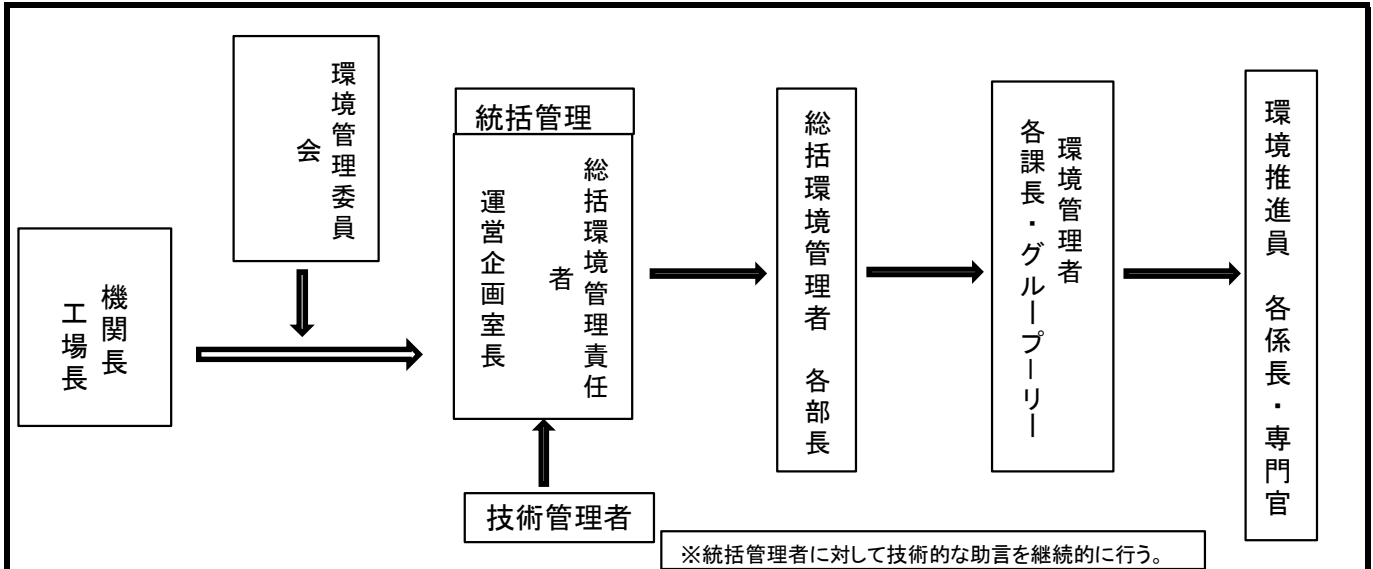 機関長
工場長
環境管理委員
会
統括管理
総括環境管理責任
者
運営企画室長
技術管理者
総括環境管理者　各部長
環境管理者
各課長・グループーリー
環境推進員　各係長・専門官
※統括管理者に対して技術的な助言を継続的に行う。